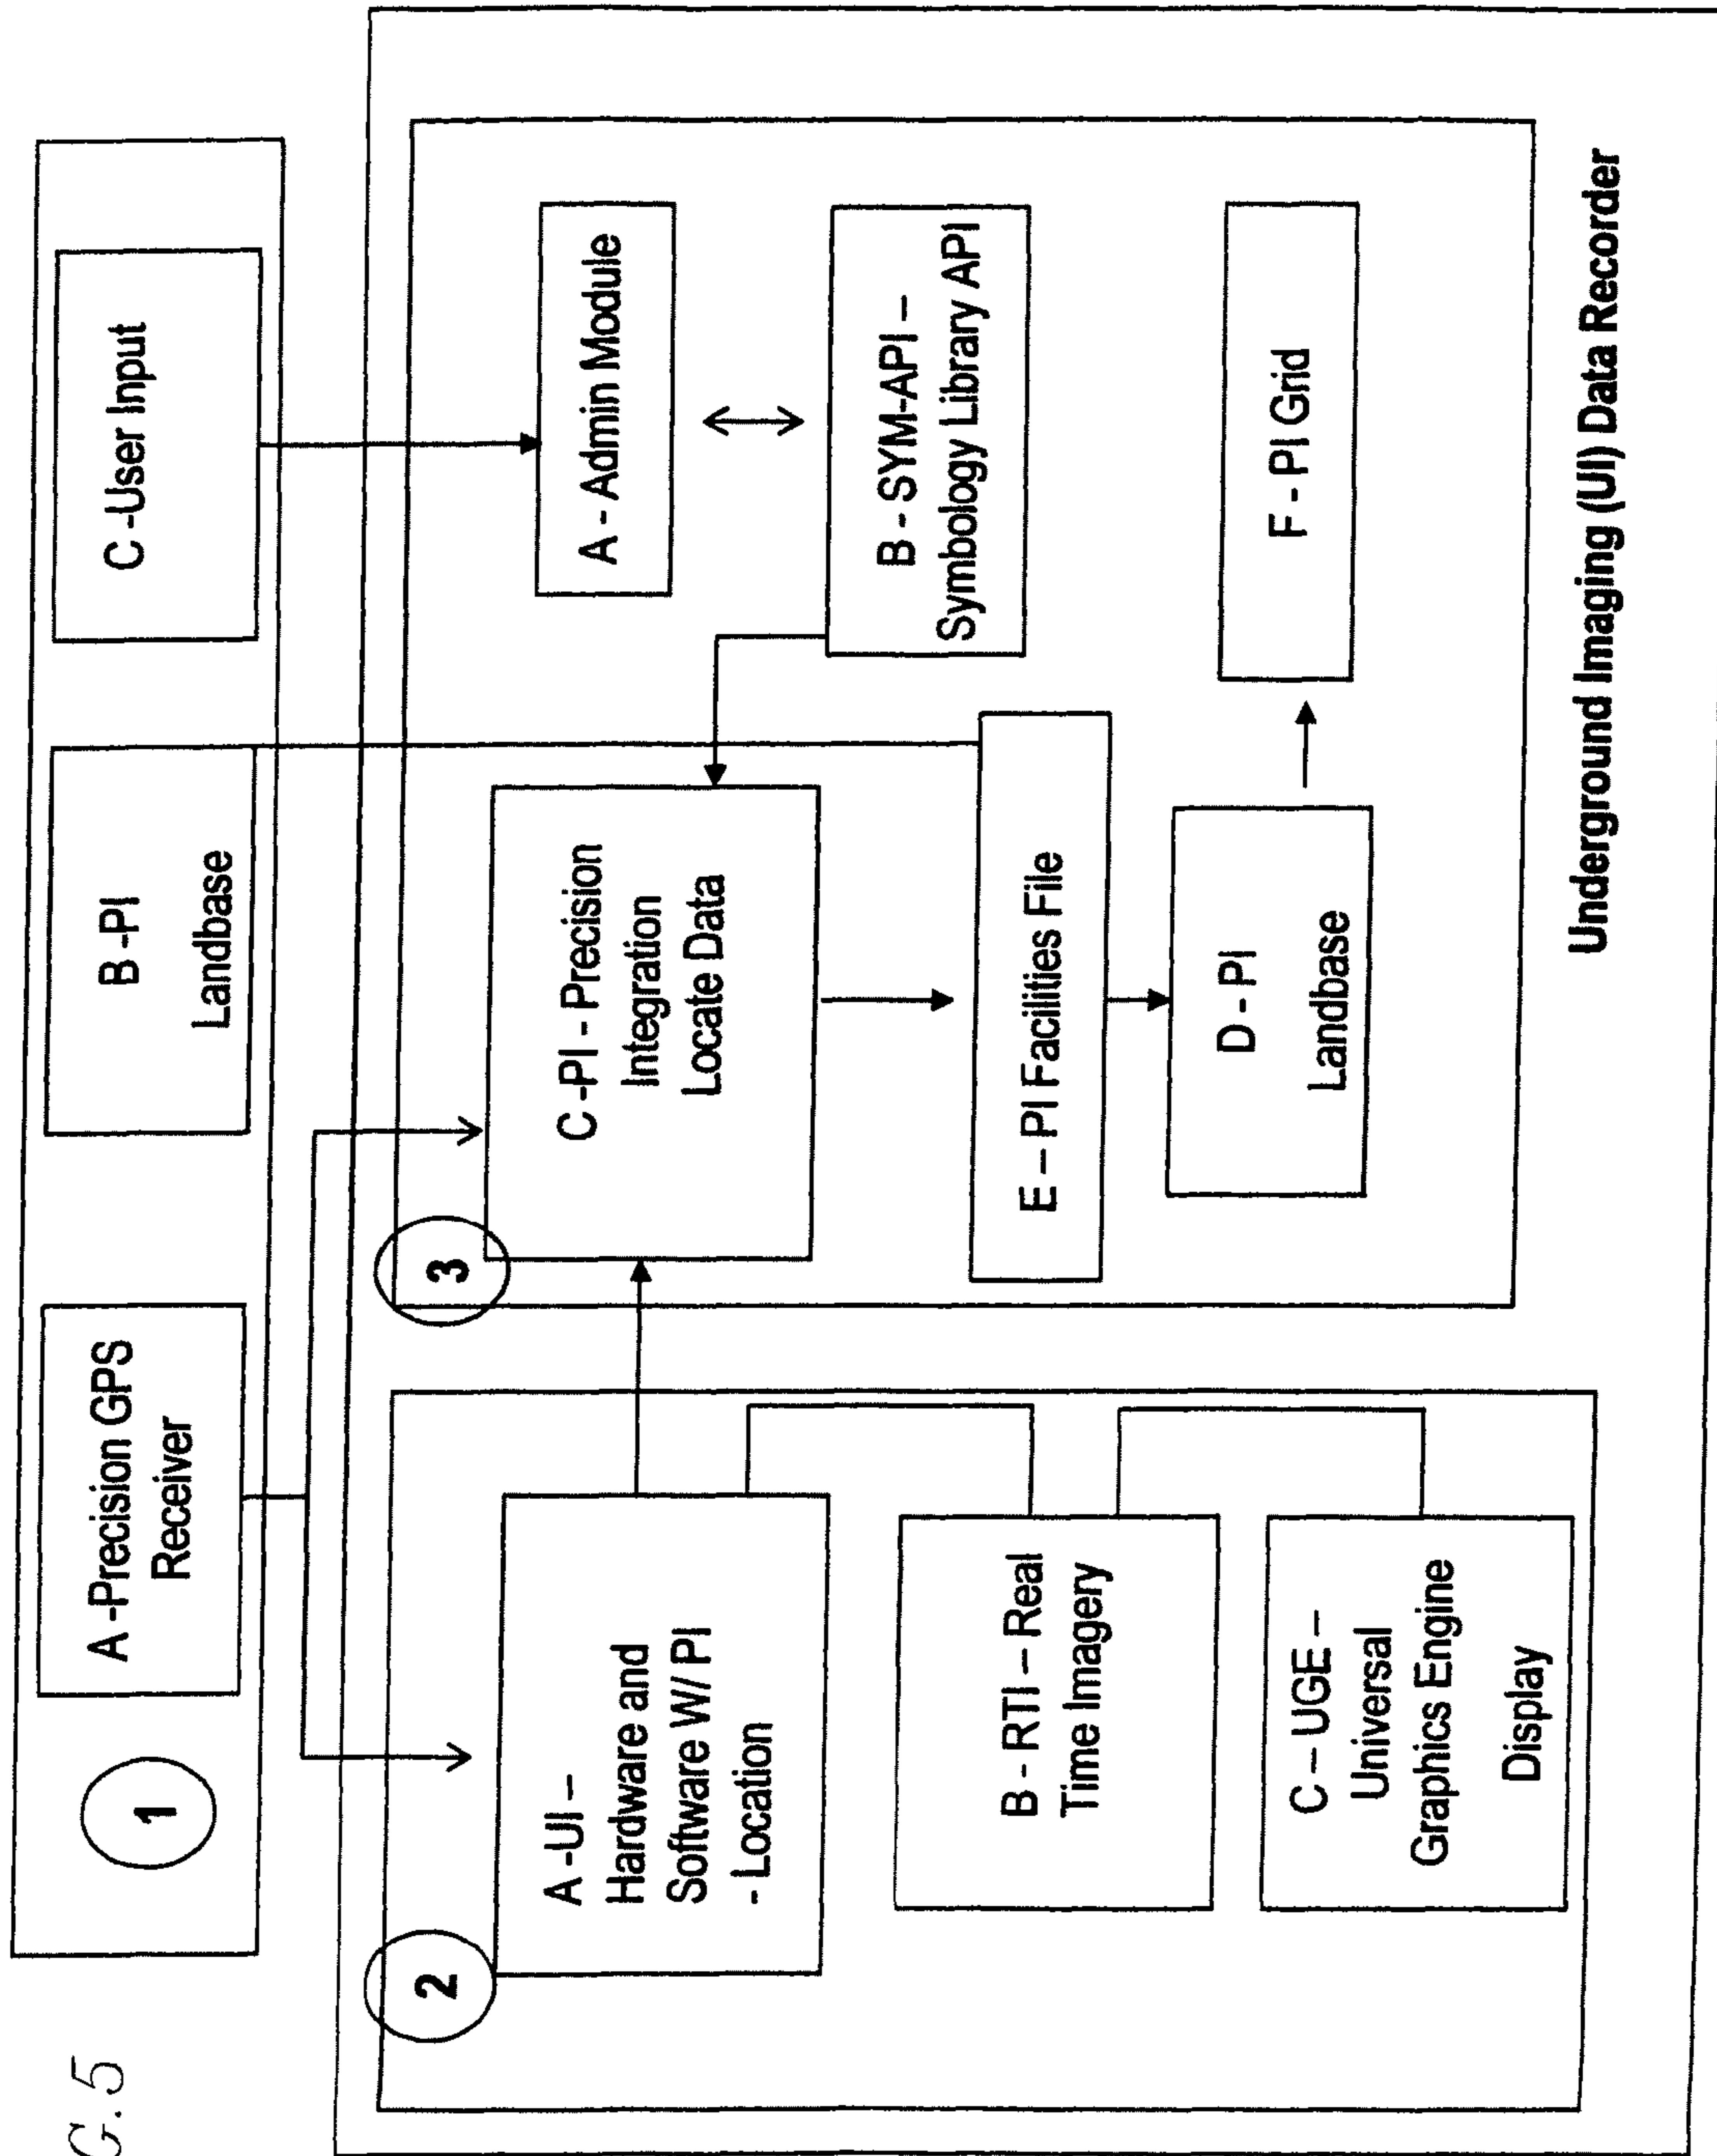 G.5
1
A -Precision GPS
Receiver
B -PI
Landbase
C -User Input
2
A -UI –
Hardware and
Software W/ PI
- Location
B - RTI – Real
Time Imagery
C – UGE –
Universal
Graphics Engine
Display
3
C -PI - Precision
Integration
Locate Data
A - Admin Module
B - SYM-API –
Symbology Library API
E – PI Facilities File
D - PI
Landbase
F - PI Grid
Underground Imaging (UI) Data Recorder